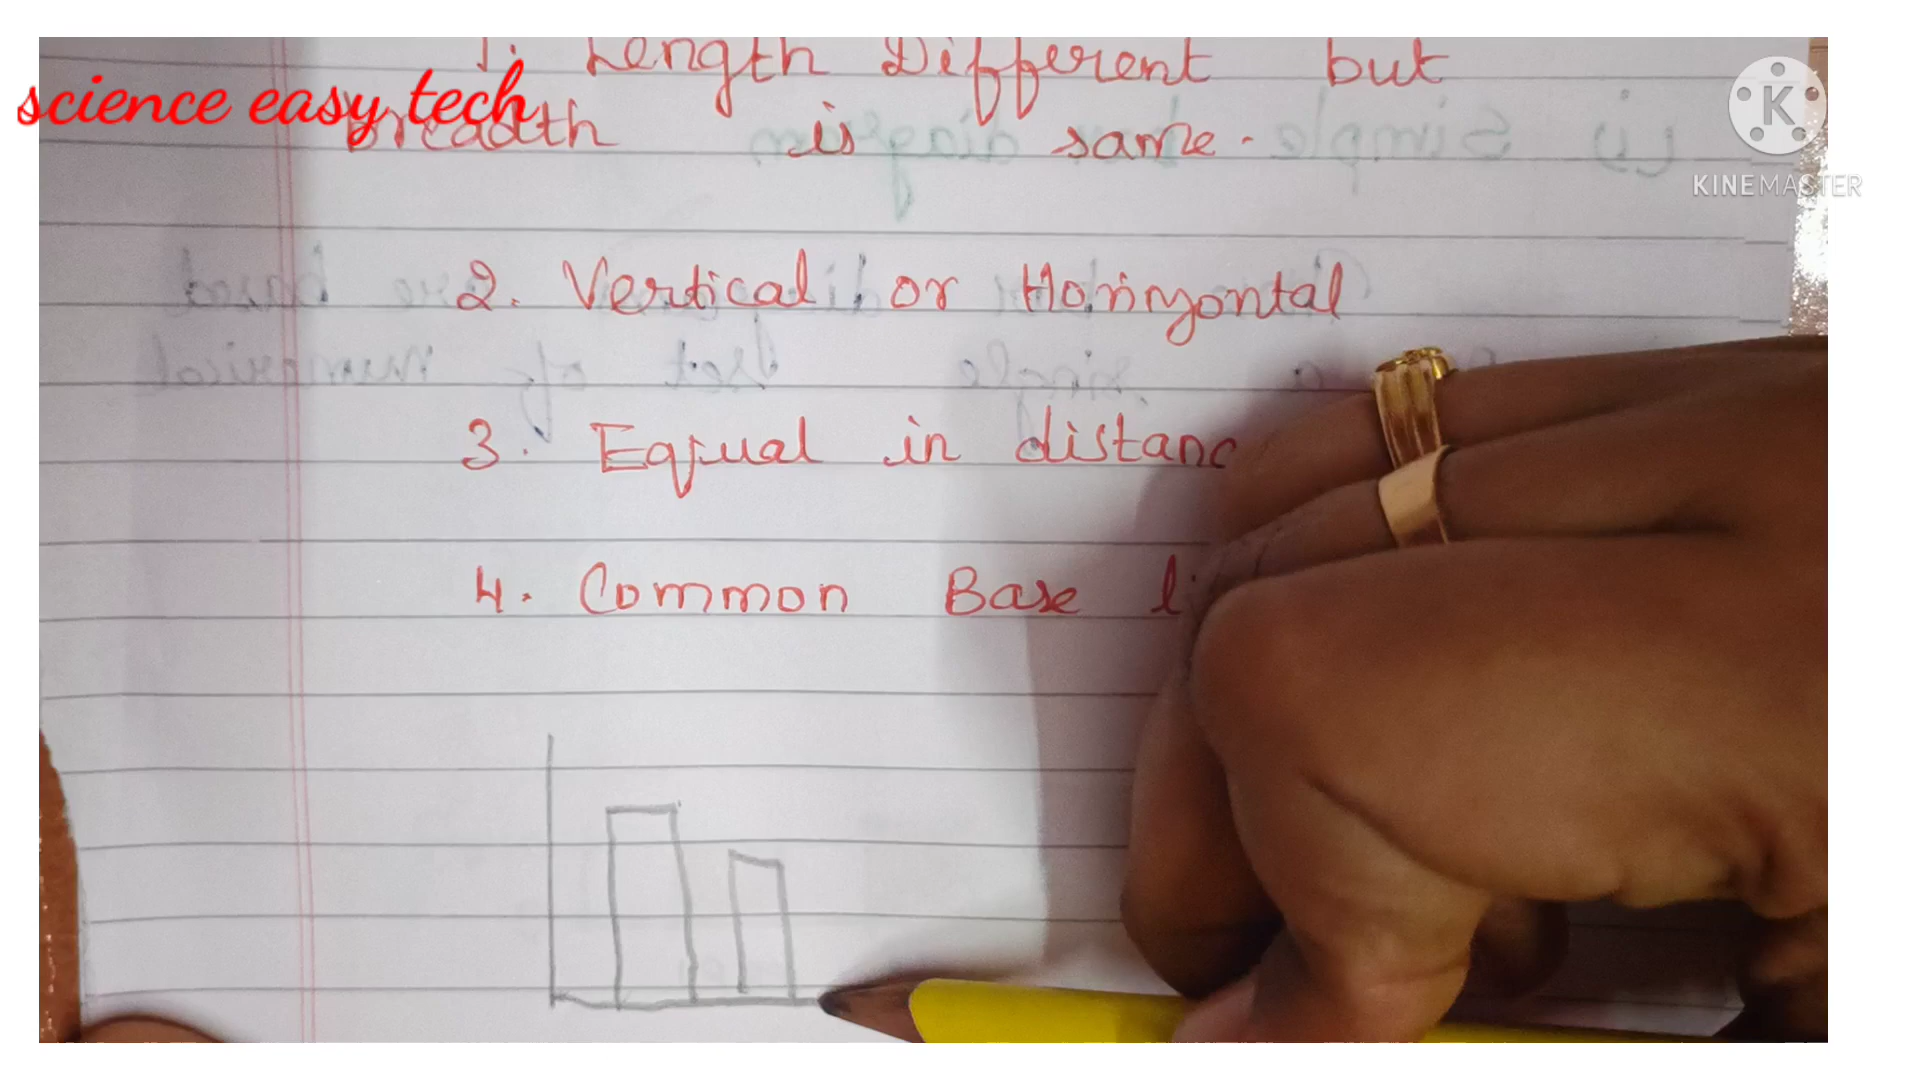 1. Length Different but
science easy tech
breadth is same.
KINEMASTER
2. Vertical or Horizontal
3. Equal in distanc
4. Common Base li